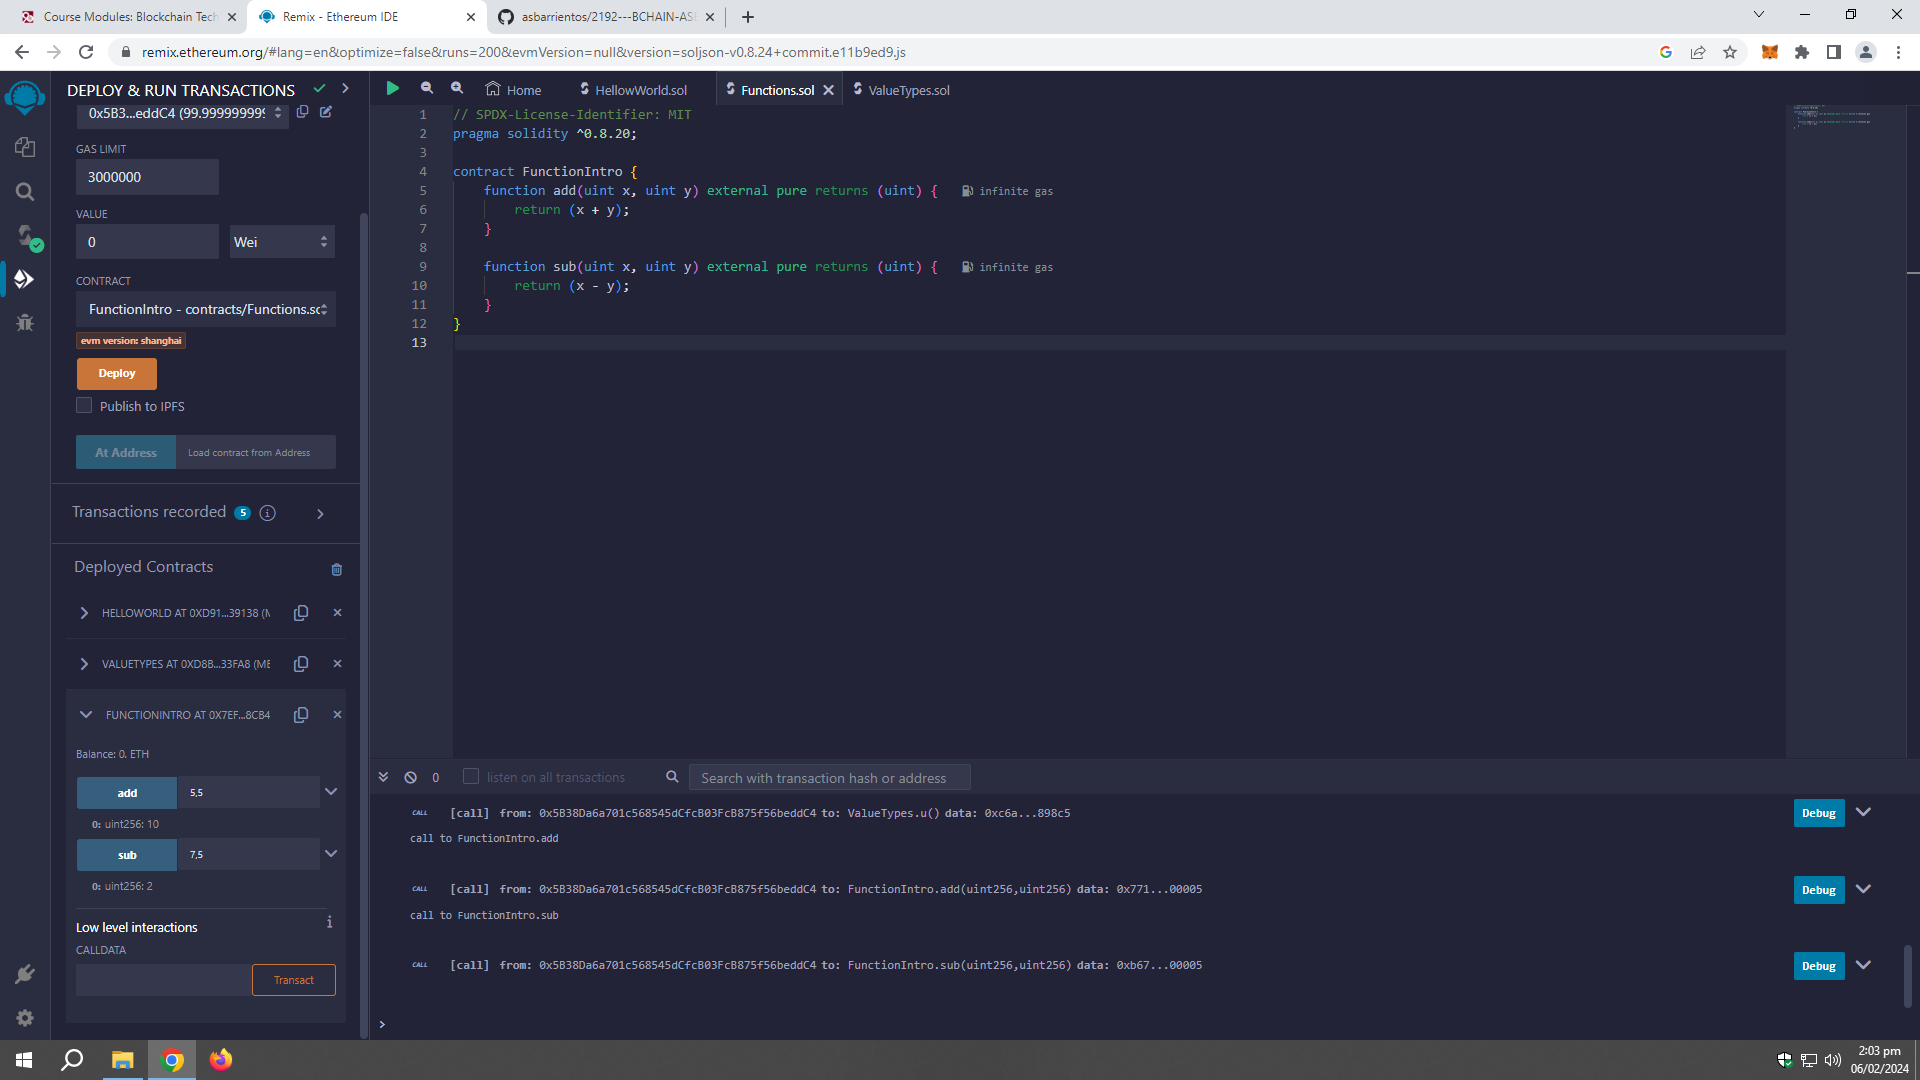 Course Modules: Blockchain Tech
Remix - Ethereum IDE
asbarrientos/2192---BCHAIN-ASE
remix.ethereum.org/#lang=en&optimize=false&runs=200&evmVersion=null&version=soljson-v0.8.24+commit.e11b9ed9.js
DEPLOY & RUN TRANSACTIONS
0x5B3...eddC4 (99.999999999
GAS LIMIT
3000000
VALUE
0
Wei
CONTRACT
FunctionIntro - contracts/Functions.sc
evm version: shanghai
Deploy
Publish to IPFS
At Address
Load contract from Address
Transactions recorded 5
Deployed Contracts
HELLOWORLD AT 0XD91...39138 (M
VALUETYPES AT 0XD8B...33FA8 (ME
FUNCTIONINTRO AT 0X7EF...8CB4
Balance: 0. ETH
add
5,5
0: uint256: 10
sub
7,5
0: uint256: 2
Low level interactions
CALLDATA
Transact
Home
HellowWorld.sol
Functions.sol
ValueTypes.sol
1 // SPDX-License-Identifier: MIT
2 pragma solidity ^0.8.20;
3
4 contract FunctionIntro {
5 function add(uint x, uint y) external pure returns (uint) { infinite gas
6 return (x + y);
7 }
8
9 function sub(uint x, uint y) external pure returns (uint) { infinite gas
10 return (x - y);
11 }
12 }
13
0
listen on all transactions
Search with transaction hash or address
CALL [call] from: 0x5B38Da6a701c568545dCfcB03FcB875f56beddC4 to: ValueTypes.u() data: 0xc6a...898c5
Debug
call to FunctionIntro.add
CALL [call] from: 0x5B38Da6a701c568545dCfcB03FcB875f56beddC4 to: FunctionIntro.add(uint256,uint256) data: 0x771...00005
Debug
call to FunctionIntro.sub
CALL [call] from: 0x5B38Da6a701c568545dCfcB03FcB875f56beddC4 to: FunctionIntro.sub(uint256,uint256) data: 0xb67...00005
Debug
>
2:03 pm
06/02/2024